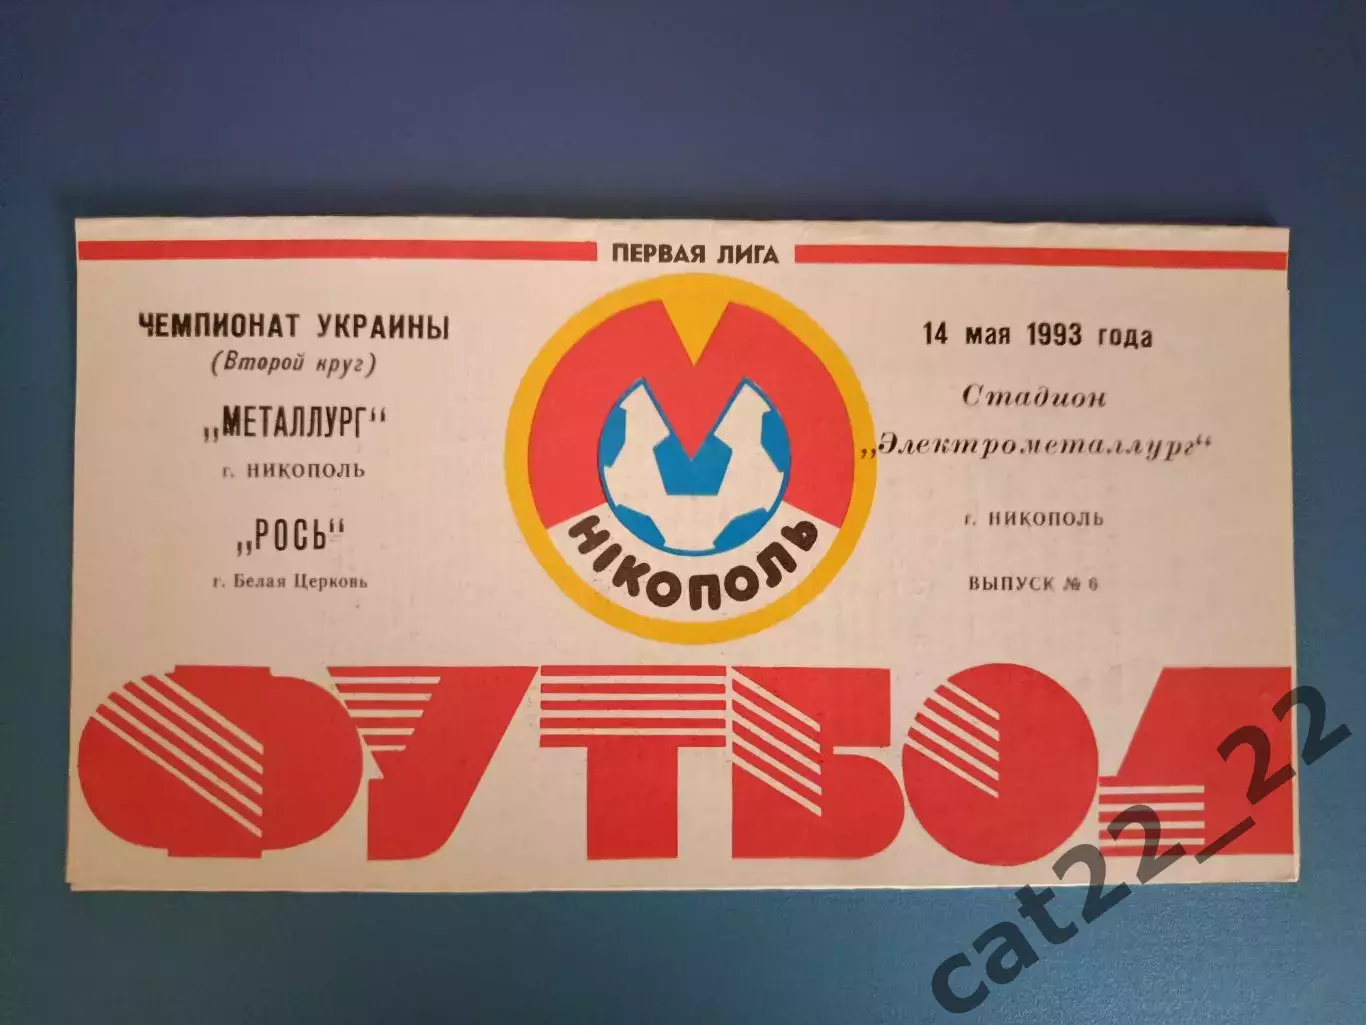 ПЕРВАЯ ЛИГА
ЧЕМПИОНАТ УКРАИНЫ
(Второй круг)
„МЕТАЛЛУРГ“
г. НИКОПОЛЬ
„РОСЬ“
г. Белая Церковь
НІКОПОЛЬ
14 мая 1993 года
Стадион
„Электрометаллург“
г. НИКОПОЛЬ
ВЫПУСК № 6
ФУТБОЛ
cat22_22